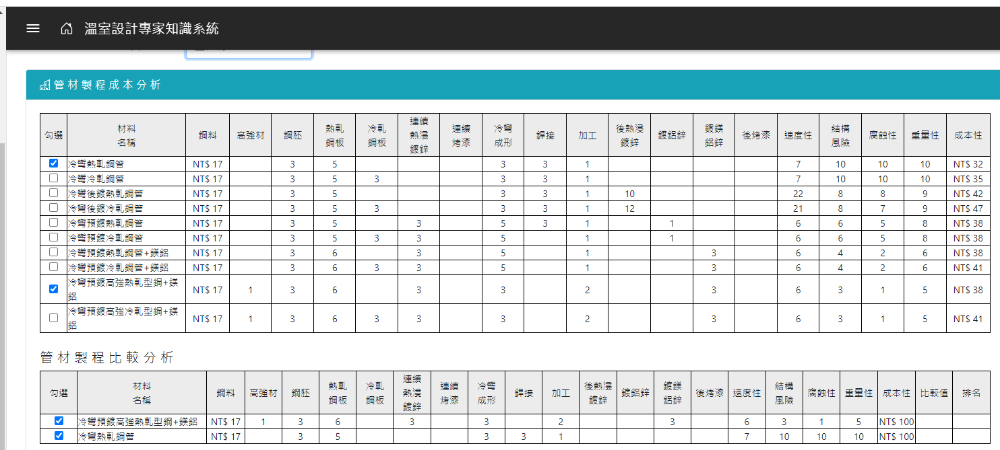 溫室設計專家知識系統
管材製程成本分析
勾選 材料名稱 鋼料 高強材 鋼胚 熱軋鋼板 冷軋鋼板 連續熱浸鍍鋅 連續烤漆 冷彎成形 銲接 加工 後熱浸鍍鋅 鍍鋁鋅 鍍鎂鋁鋅 後烤漆 速度性 結構風險 腐蝕性 重量性 成本性
冷彎熱軋鋼管 NT$ 17 3 5 3 3 1 7 10 10 10 NT$ 32
冷彎冷軋鋼管 NT$ 17 3 5 3 3 3 1 7 10 10 10 NT$ 35
冷彎後鍍熱軋鋼管 NT$ 17 3 5 3 3 1 10 22 8 8 9 NT$ 42
冷彎後鍍冷軋鋼管 NT$ 17 3 5 3 3 3 1 12 21 8 7 9 NT$ 47
冷彎預鍍熱軋鋼管 NT$ 17 3 5 3 5 3 1 1 6 6 5 8 NT$ 38
冷彎預鍍冷軋鋼管 NT$ 17 3 5 3 3 5 1 1 6 6 5 8 NT$ 38
冷彎預鍍熱軋鋼管+鎂鋁 NT$ 17 3 6 3 5 1 3 6 4 2 6 NT$ 38
冷彎預鍍冷軋鋼管+鎂鋁 NT$ 17 3 6 3 3 5 1 3 6 4 2 6 NT$ 41
冷彎預鍍高強熱軋型鋼+鎂鋁 NT$ 17 1 3 6 3 3 2 3 6 3 1 5 NT$ 38
冷彎預鍍高強冷軋型鋼+鎂鋁 NT$ 17 1 3 6 3 3 3 2 3 6 3 1 5 NT$ 41
管材製程比較分析
勾選 材料名稱 鋼料 高強材 鋼胚 熱軋鋼板 冷軋鋼板 連續熱浸鍍鋅 連續烤漆 冷彎成形 銲接 加工 後熱浸鍍鋅 鍍鋁鋅 鍍鎂鋁鋅 後烤漆 速度性 結構風險 腐蝕性 重量性 成本性 比較值 排名
冷彎預鍍高強熱軋型鋼+鎂鋁 NT$ 17 1 3 6 3 3 2 3 6 3 1 5 NT$ 100
冷彎熱軋鋼管 NT$ 17 3 5 3 3 1 7 10 10 10 NT$ 100